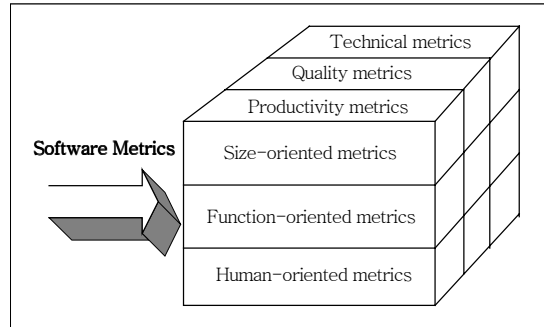 Technical metrics
Quality metrics
Productivity metrics
Software Metrics
Size-oriented metrics
Function-oriented metrics
Human-oriented metrics